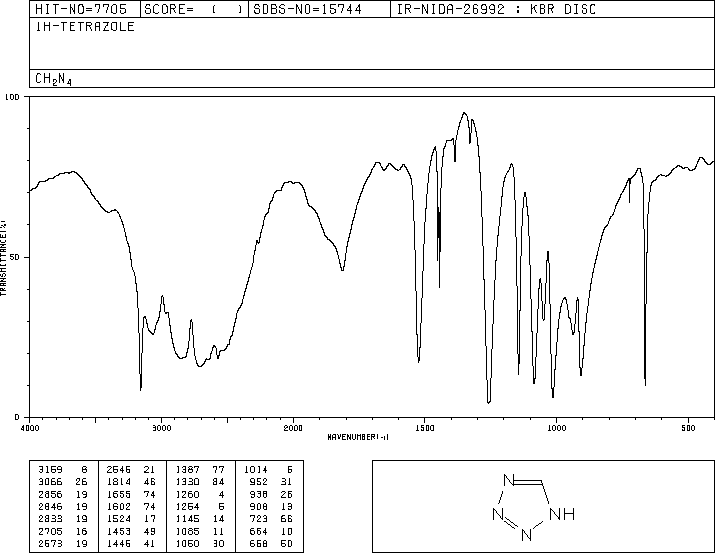 HIT-NO=7705 SCORE= ( ) SDBS-NO=15744 IR-NIDA-26992 : KBR DISC
1H-TETRAZOLE
CH2N4
100
50
0
TRANSMITTANCE(%)
4000 3000 2000 1500 1000 500
WAVENUMBER(-1)
3159 8 2546 21 1387 77 1014 6
3066 26 1814 46 1330 84 952 31
2856 19 1655 74 1260 4 938 26
2846 19 1602 74 1254 5 908 13
2833 19 1524 17 1145 14 723 66
2705 16 1453 49 1085 11 664 10
2573 19 1446 41 1050 30 658 60
N
N
N
NH